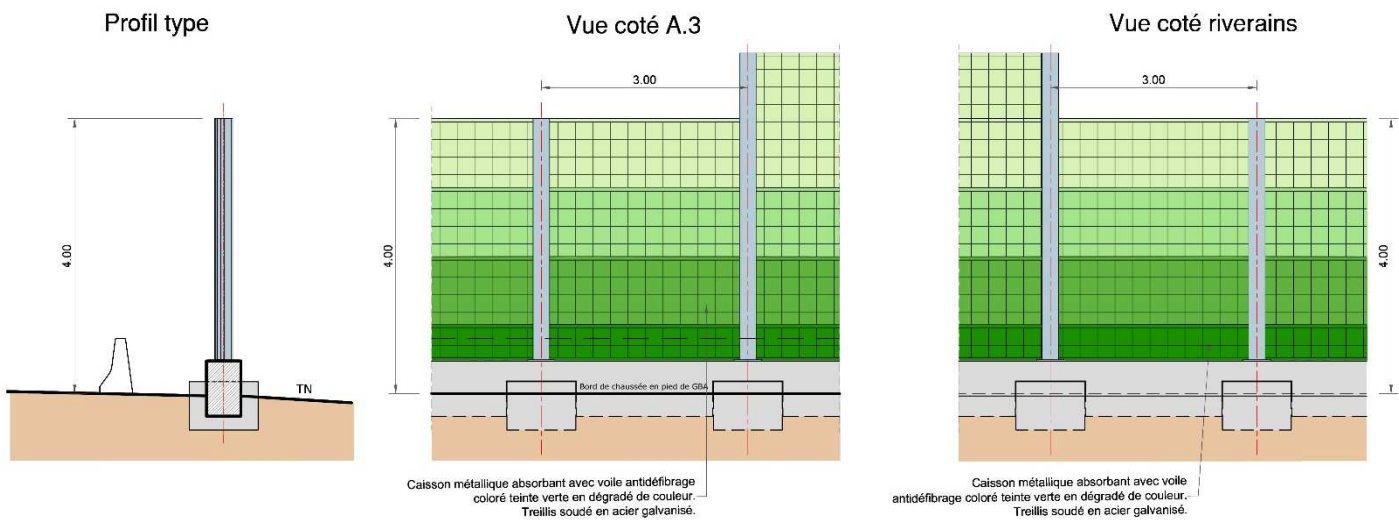 Profil type
Vue coté A.3
Vue coté riverains
3.00
3.00
4.00
4.00
4.00
TN
Bord de chaussée en pied de GBA
Caisson métallique absorbant avec voile antidéfibrage
coloré teinte verte en dégradé de couleur.
Treillis soudé en acier galvanisé.
Caisson métallique absorbant avec voile
antidéfibrage coloré teinte verte en dégradé de couleur.
Treillis soudé en acier galvanisé.